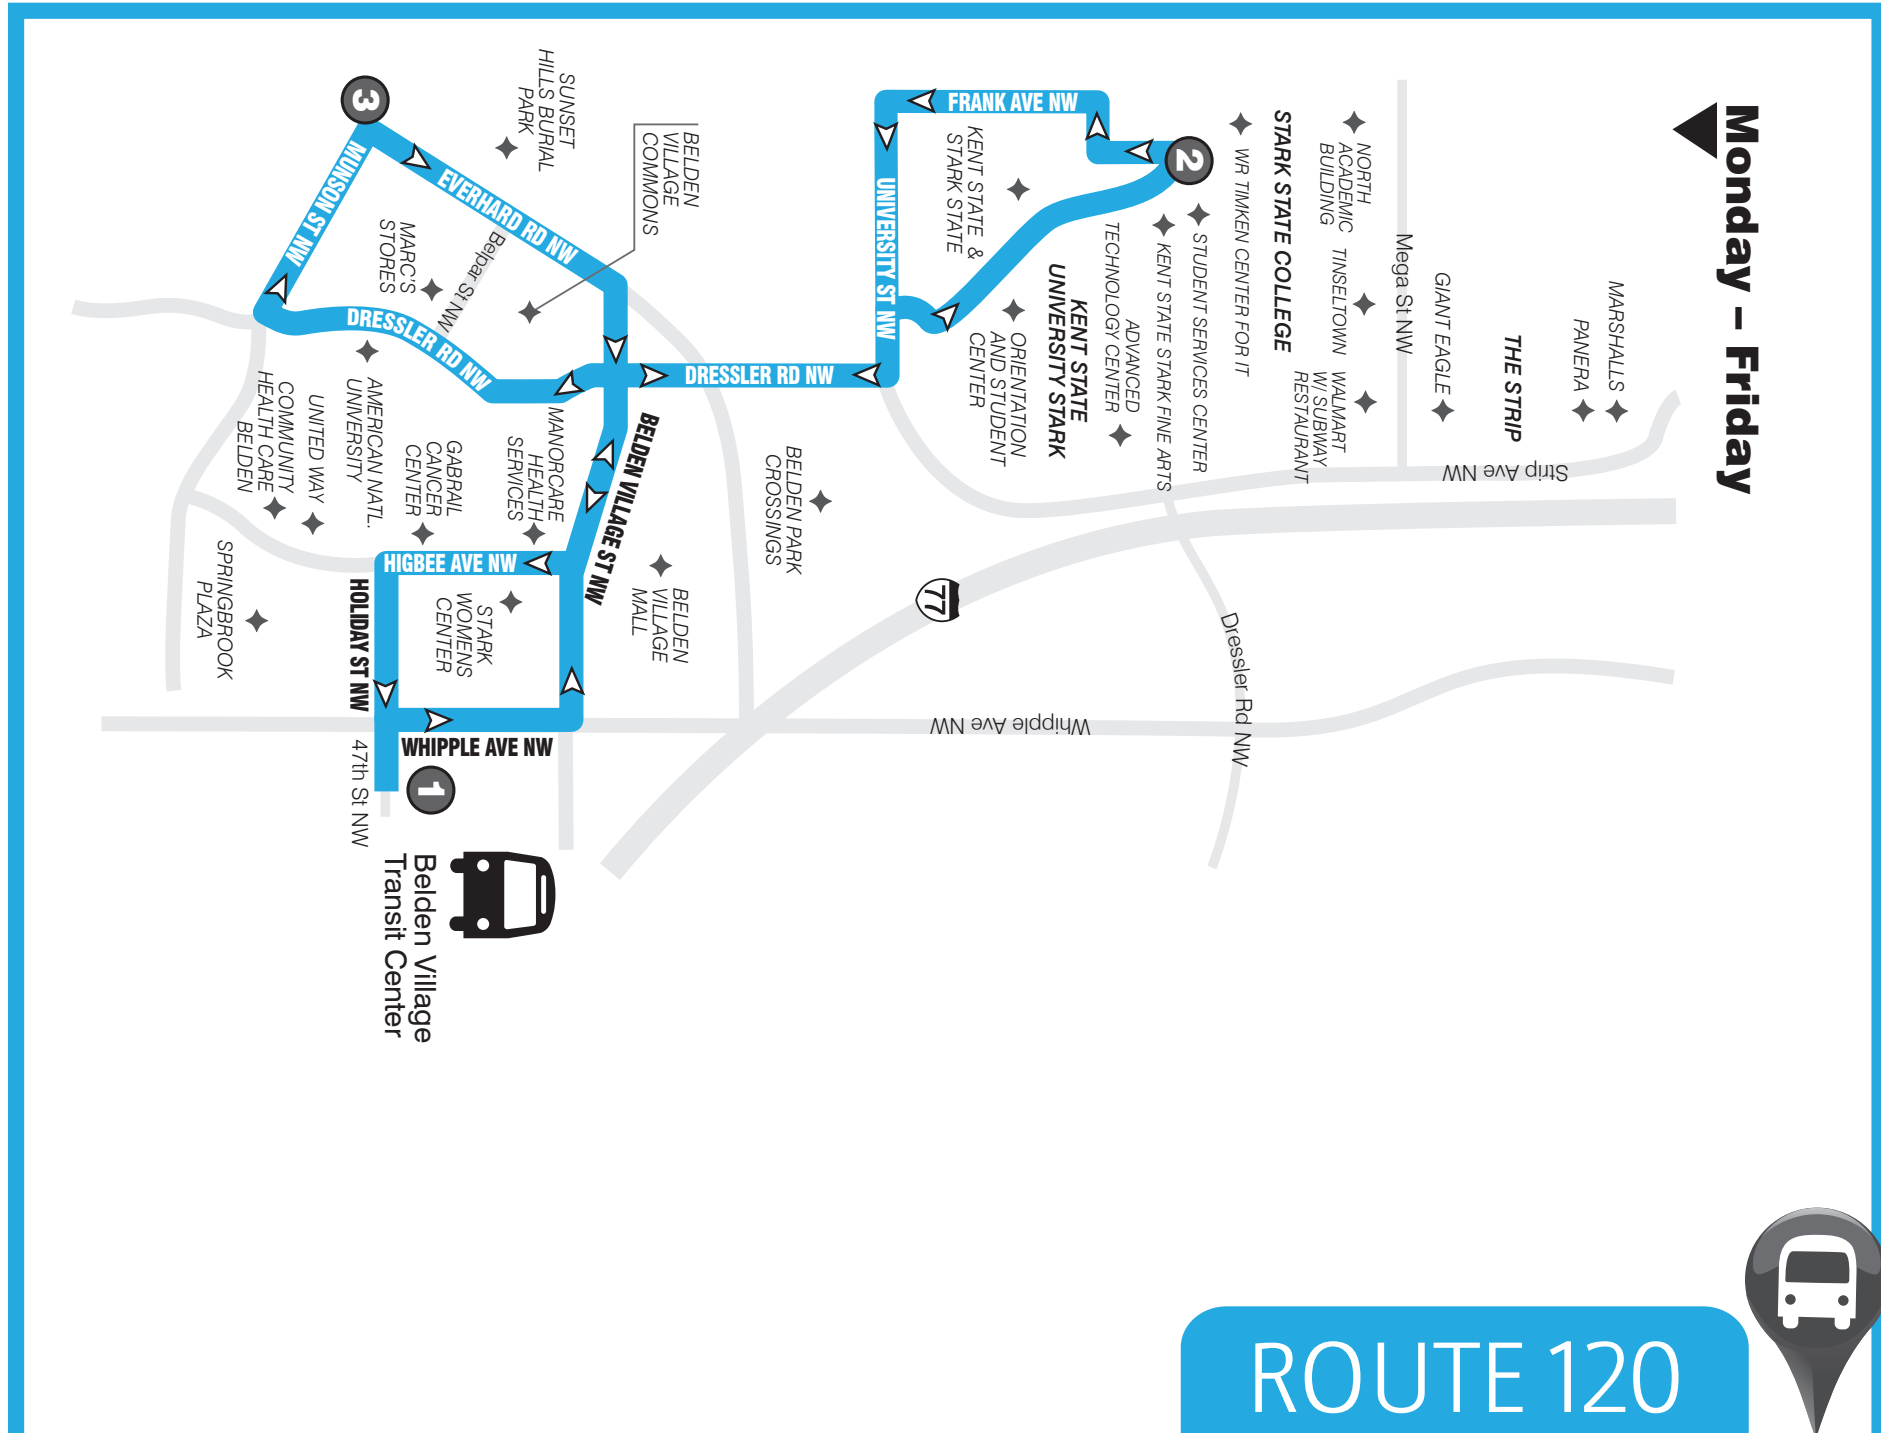 Monday – Friday
MARSHALLS
PANERA
THE STRIP
GIANT EAGLE
Strip Ave NW
Mega St NW
NORTH
ACADEMIC
BUILDING
TINSELTOWN
WALMART
W/ SUBWAY
RESTAURANT
STARK STATE COLLEGE
WR TIMKEN CENTER FOR IT
STUDENT SERVICES CENTER
KENT STATE STARK FINE ARTS
ADVANCED
TECHNOLOGY CENTER
KENT STATE
UNIVERSITY STARK
ORIENTATION
AND STUDENT
CENTER
KENT STATE &
STARK STATE
2
FRANK AVE NW
UNIVERSITY ST NW
DRESSLER RD NW
BELDEN PARK
CROSSINGS
77
Dressler Rd NW
Whipple Ave NW
BELDEN
VILLAGE
COMMONS
SUNSET
HILLS BURIAL
PARK
3
EVERHARD RD NW
MUNSON ST NW
MARC'S
STORES
Belpar St NW
DRESSLER RD NW
BELDEN VILLAGE ST NW
BELDEN
VILLAGE
MALL
MANORCARE
HEALTH
SERVICES
GABRAIL
CANCER
CENTER
AMERICAN NATL.
UNIVERSITY
UNITED WAY
COMMUNITY
HEALTH CARE
BELDEN
SPRINGBROOK
PLAZA
HIGBEE AVE NW
STARK
WOMENS
CENTER
HOLIDAY ST NW
WHIPPLE AVE NW
47th St NW
1
Belden Village
Transit Center
ROUTE 120